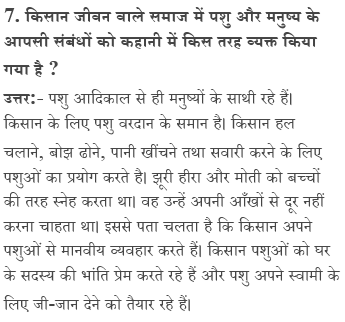 7. किसान जीवन वाले समाज में पशु और मनुष्य के
आपसी संबंधों को कहानी में किस तरह व्यक्त किया
गया है ?
उत्तर:- पशु आदिकाल से ही मनुष्यों के साथी रहे हैं।
किसान के लिए पशु वरदान के समान है। किसान हल
चलाने, बोझ ढोने, पानी खींचने तथा सवारी करने के लिए
पशुओं का प्रयोग करते है। झूरी हीरा और मोती को बच्चों
की तरह स्नेह करता था। वह उन्हें अपनी आँखों से दूर नहीं
करना चाहता था। इससे पता चलता है कि किसान अपने
पशुओं से मानवीय व्यवहार करते हैं। किसान पशुओं को घर
के सदस्य की भांति प्रेम करते रहे हैं और पशु अपने स्वामी के
लिए जी-जान देने को तैयार रहे हैं।